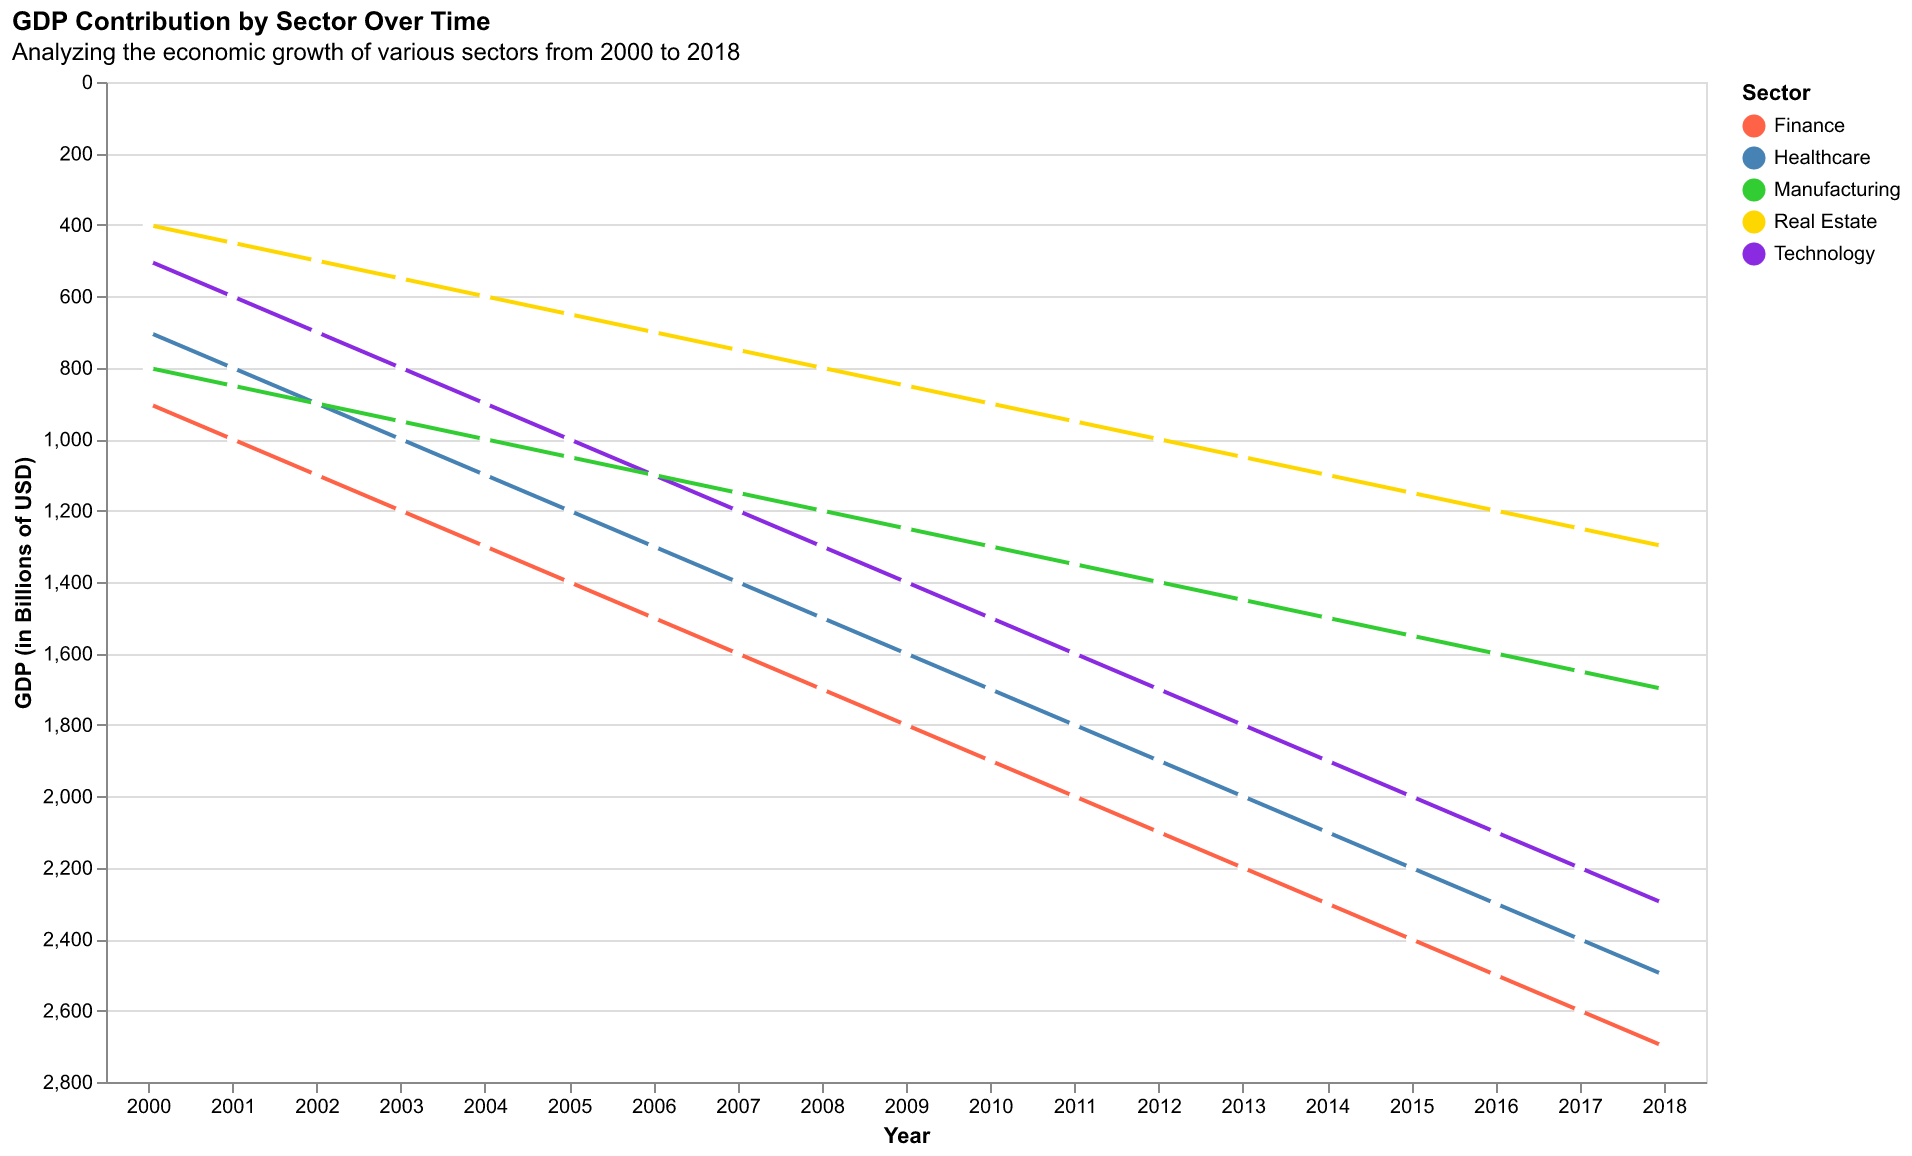 GDP Contribution by Sector Over Time
Analyzing the economic growth of various sectors from 2000 to 2018
0
200
400
600
800
1,000
1,200
1,400
1,600
1,800
2,000
2,200
2,400
2,600
2,800
GDP (in Billions of USD)
2000 2001 2002 2003 2004 2005 2006 2007 2008 2009 2010 2011 2012 2013 2014 2015 2016 2017 2018
Year
Sector
Finance
Healthcare
Manufacturing
Real Estate
Technology